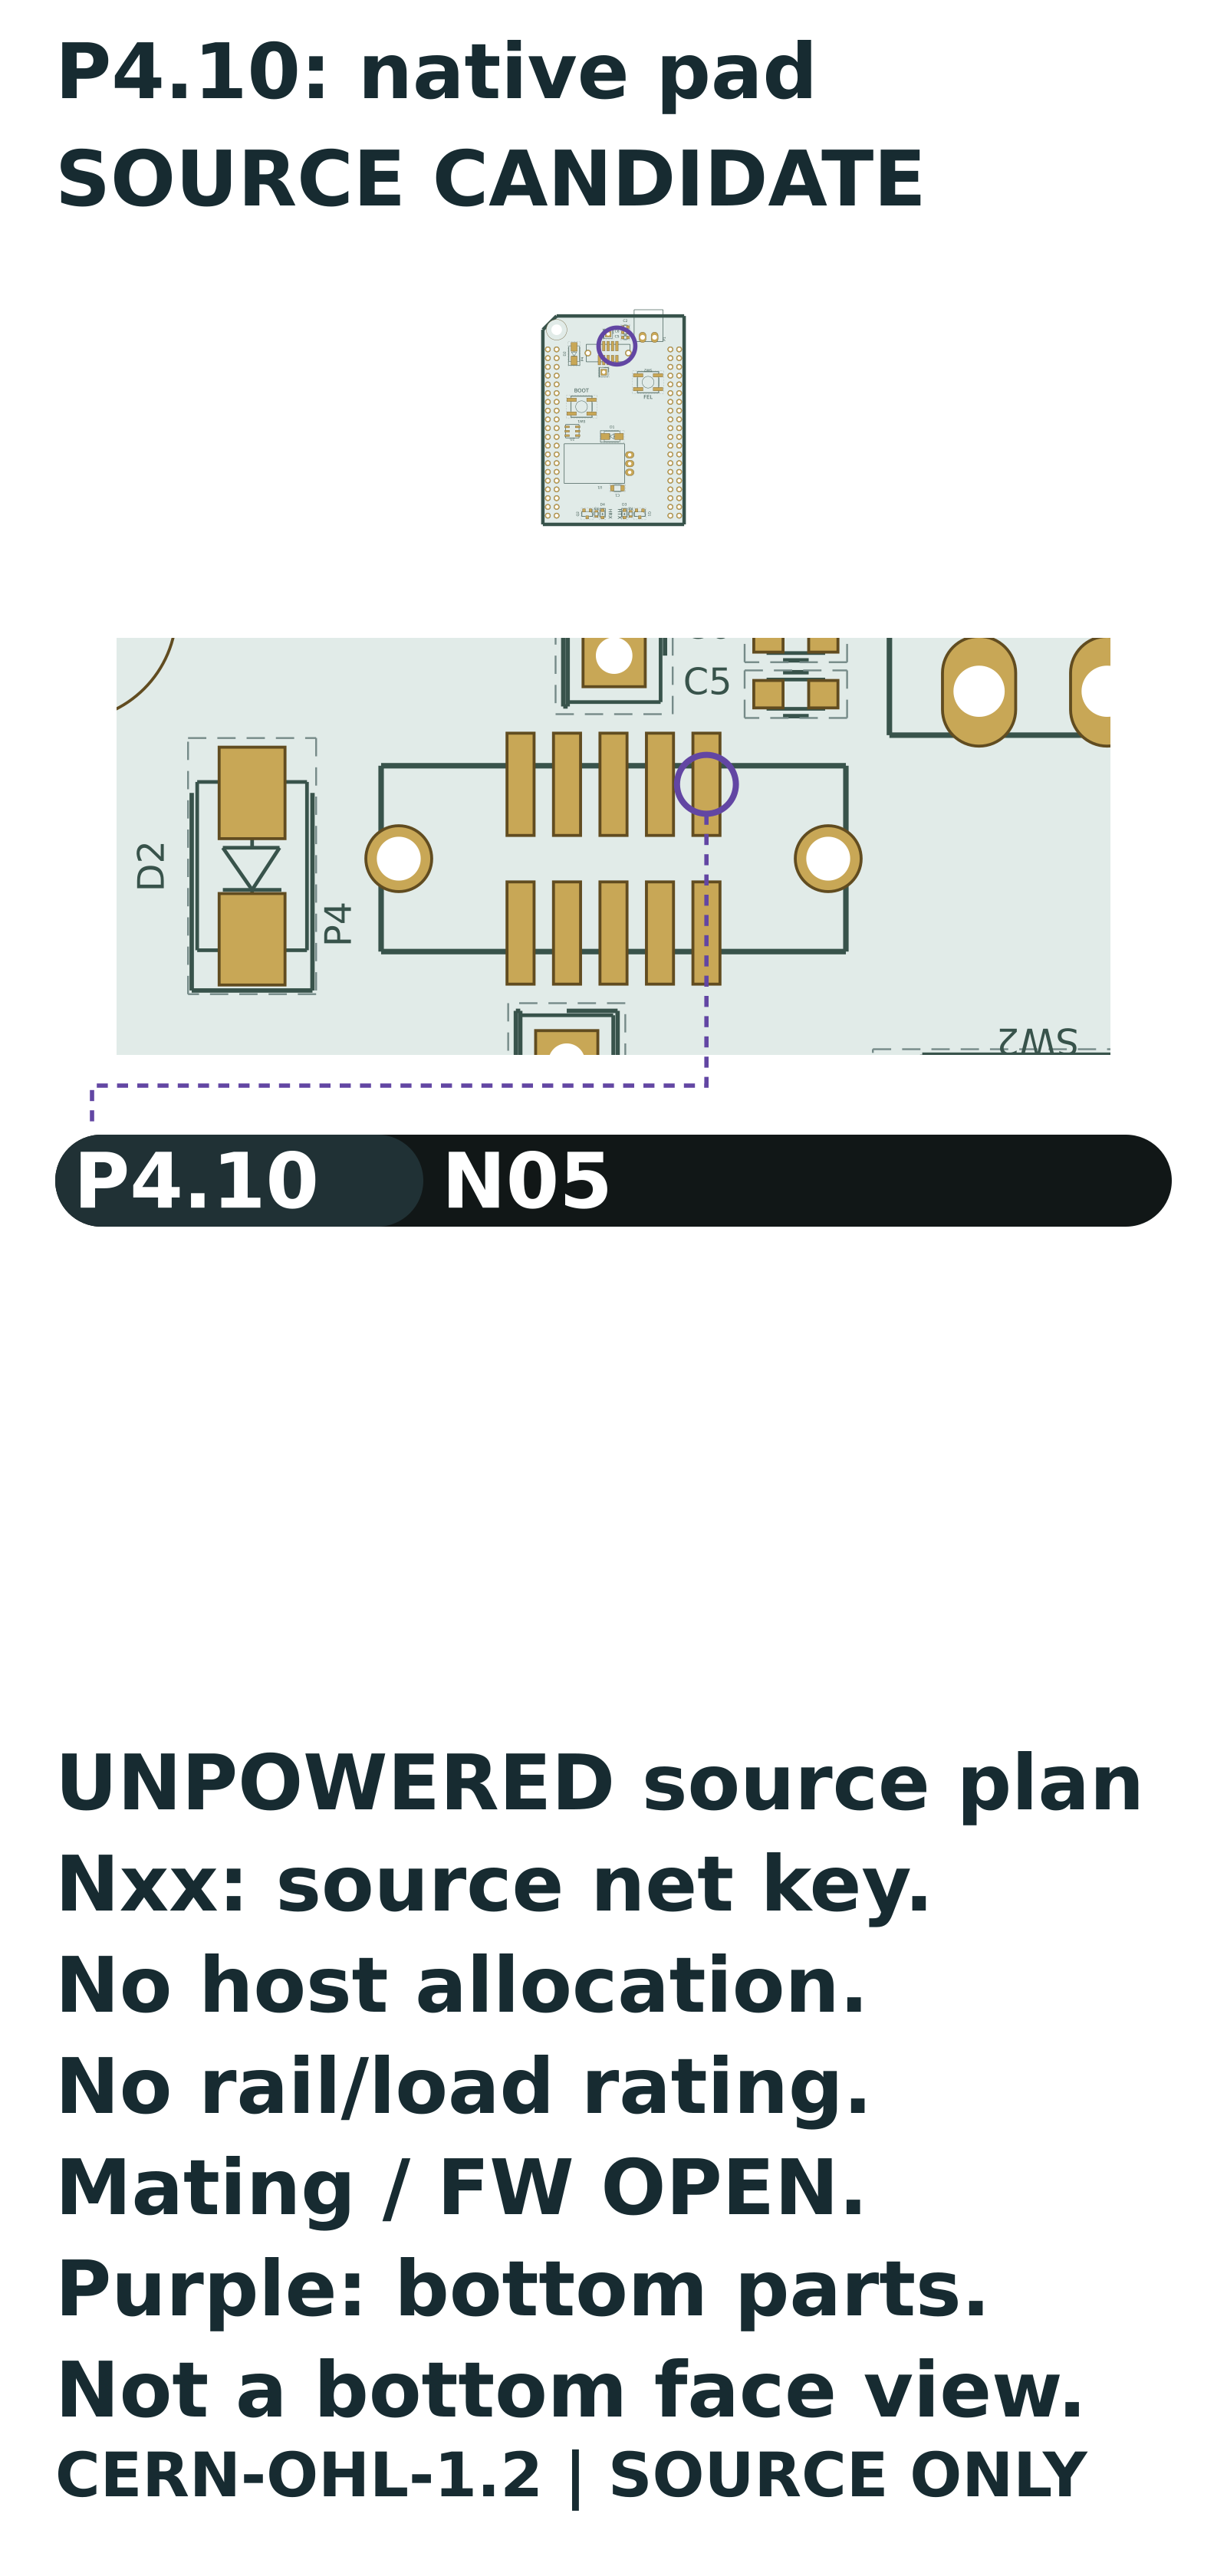 P4.10: native pad
SOURCE CANDIDATE
BOOT
FEL
C5
D2
P4
SW2
P4.10 N05
UNPOWERED source plan
Nxx: source net key.
No host allocation.
No rail/load rating.
Mating / FW OPEN.
Purple: bottom parts.
Not a bottom face view.
CERN-OHL-1.2 | SOURCE ONLY